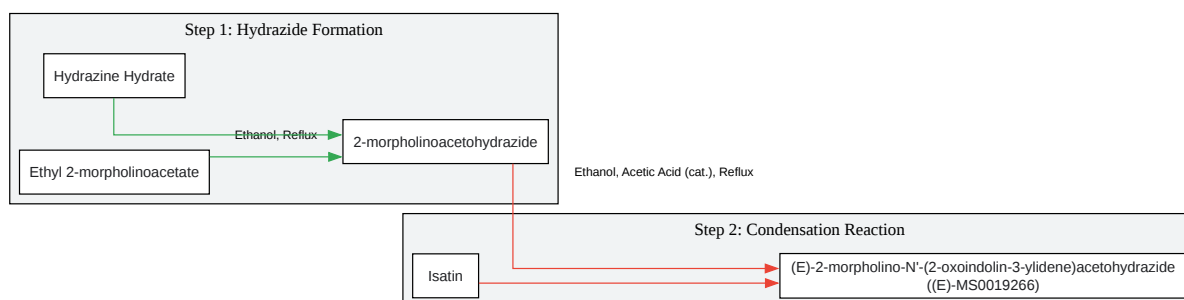 Step 1: Hydrazide Formation
Hydrazine Hydrate
Ethanol, Reflux
2-morpholinoacetohydrazide
Ethyl 2-morpholinoacetate
Ethanol, Acetic Acid (cat.), Reflux
Step 2: Condensation Reaction
Isatin
(E)-2-morpholino-N'-(2-oxoindolin-3-ylidene)acetohydrazide
((E)-MS0019266)